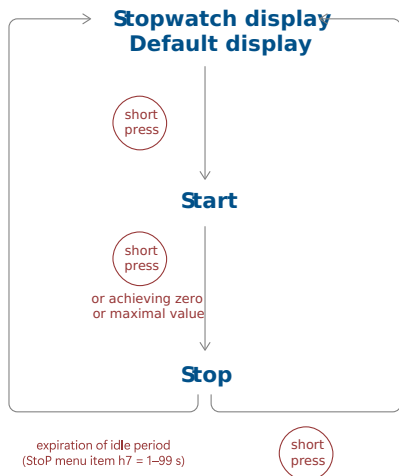 Stopwatch display
Default display
short
press
Start
short
press
or achieving zero
or maximal value
Stop
expiration of idle period
(StoP menu item h7 = 1–99 s)
short
press